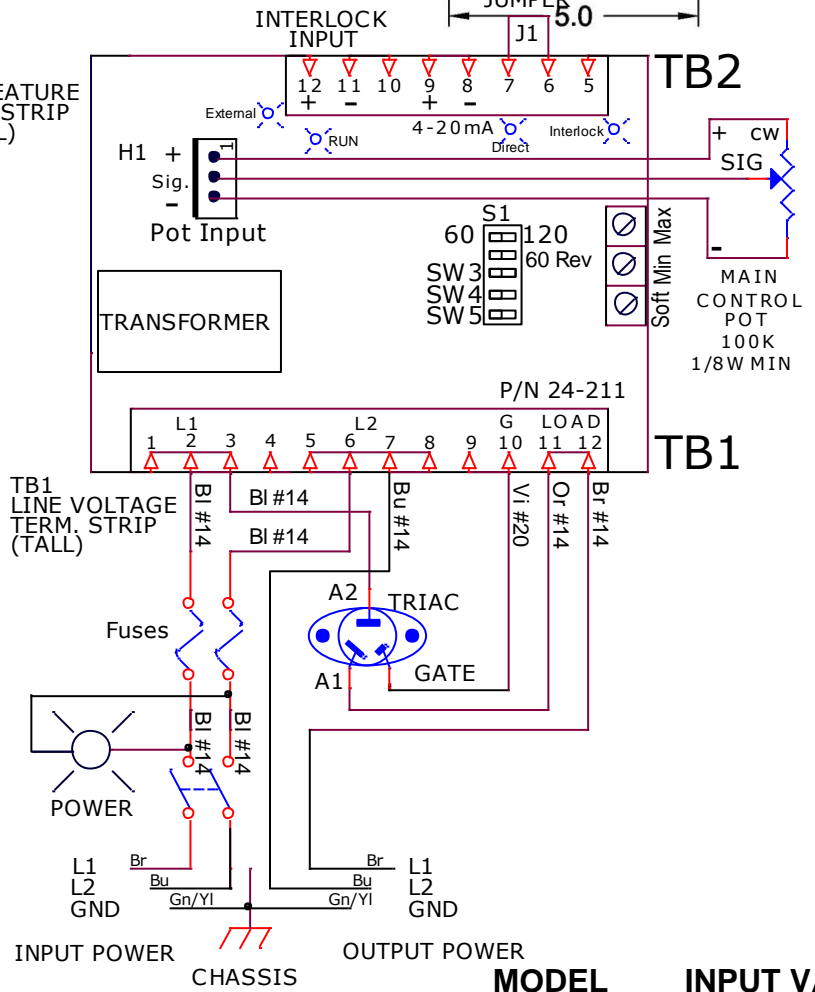 JUMPER
5.0
INTERLOCK
INPUT
J1
TB2
12 11 10 9 8 7 6 5
+ - + -
EATURE
STRIP
L)
External
RUN
4-20mA
Direct
Interlock
H1
+
Sig.
-
1
Pot Input
+ CW
SIG
-
S1
60 120
60 Rev
SW3
SW4
SW5
Soft Min Max
MAIN
CONTROL
POT
100K
1/8W MIN
TRANSFORMER
P/N 24-211
L1 L2 G LOAD
1 2 3 4 5 6 7 8 9 10 11 12
TB1
TB1
LINE VOLTAGE
TERM. STRIP
(TALL)
Bl #14
Bl #14
Bl #14
Bu #14
Vi #20
Or #14
Br #14
A2
TRIAC
Fuses
A1
GATE
Bl #14
Bl #14
POWER
L1 Br
L2 Bu
GND Gn/Yl
Br L1
Bu L2
Gn/Yl GND
INPUT POWER
OUTPUT POWER
CHASSIS
MODEL INPUT